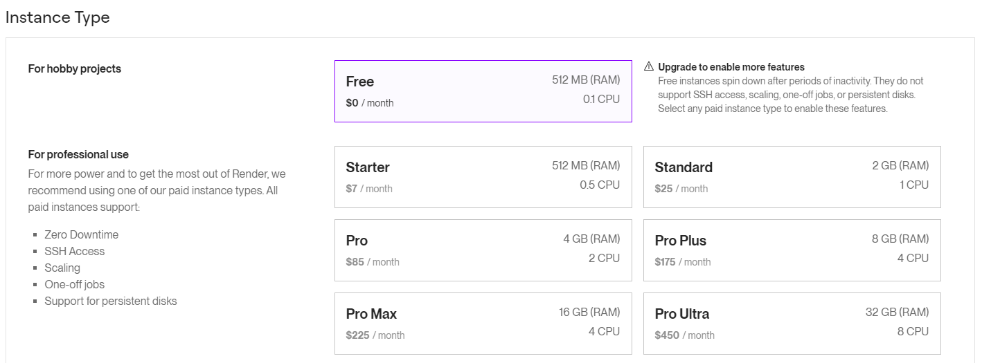 Instance Type
For hobby projects
Free
512 MB (RAM)
$0 / month
0.1 CPU
Upgrade to enable more features
Free instances spin down after periods of inactivity. They do not
support SSH access, scaling, one-off jobs, or persistent disks.
Select any paid instance type to enable these features.
For professional use
For more power and to get the most out of Render, we
recommend using one of our paid instance types. All
paid instances support:
▪ Zero Downtime
▪ SSH Access
▪ Scaling
▪ One-off jobs
▪ Support for persistent disks
Starter
512 MB (RAM)
$7 / month
0.5 CPU
Standard
2 GB (RAM)
$25 / month
1 CPU
Pro
4 GB (RAM)
$85 / month
2 CPU
Pro Plus
8 GB (RAM)
$175 / month
4 CPU
Pro Max
16 GB (RAM)
$225 / month
4 CPU
Pro Ultra
32 GB (RAM)
$450 / month
8 CPU